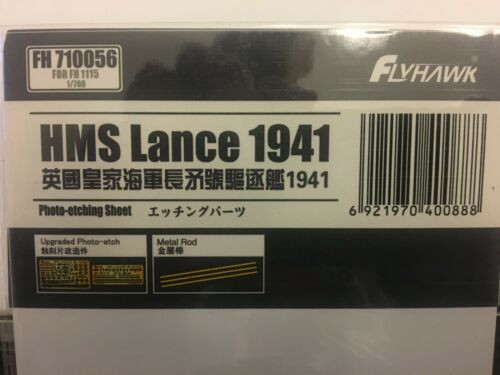 FH 710056
FOR FH 1115
1/700
FLYHAWK
HMS Lance 1941
英國皇家海軍長矛號驅逐艦1941
Photo-etching Sheet エッチングパーツ
6 921970 400888
Upgraded Photo-etch
蝕刻片改造件
Metal Rod
金屬棒